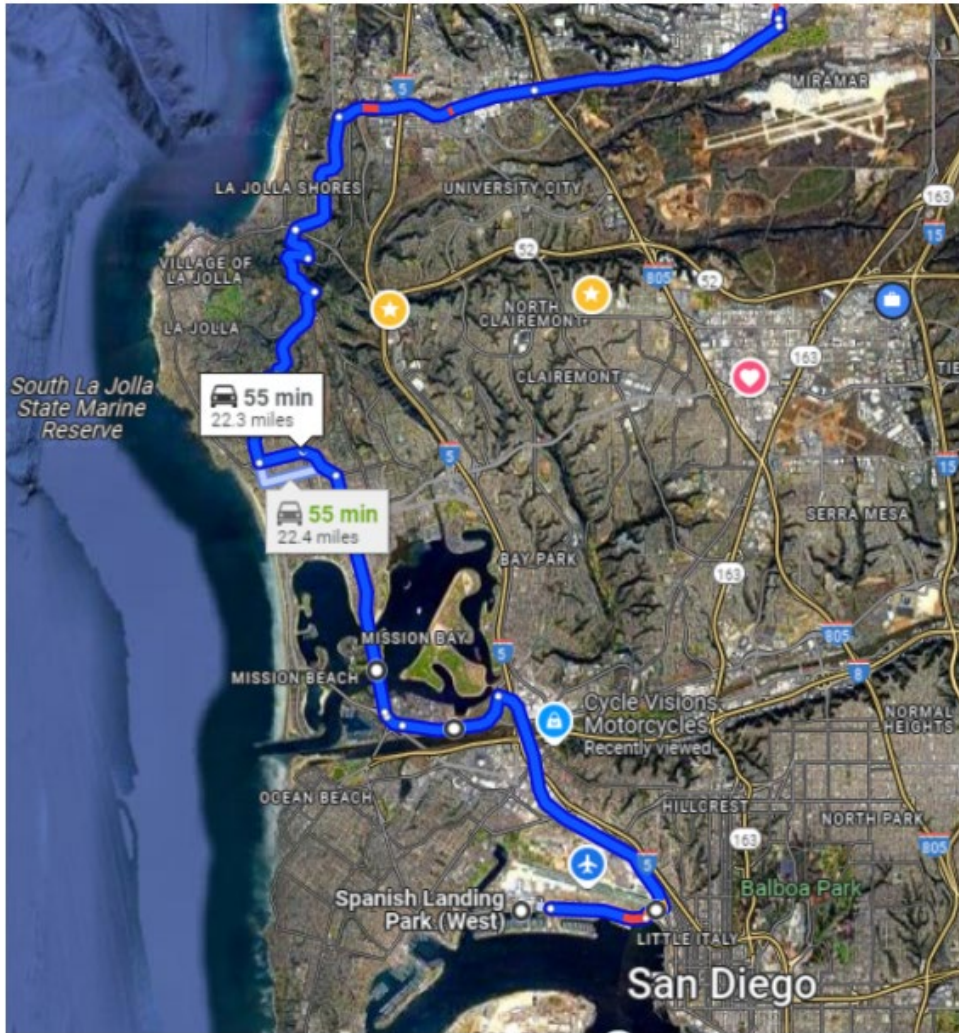 5
MIRAMAR
LA JOLLA SHORES
UNIVERSITY CITY
163
15
52
VILLAGE OF
LA JOLLA
805
52
NORTH
CLAIREMONT
LA JOLLA
163
CLAIREMONT
TIE
South La Jolla
State Marine
Reserve
55 min
22.3 miles
5
15
55 min
22.4 miles
SERRA MESA
BAY PARK
163
805
MISSION BAY
5
8
MISSION BEACH
Cycle Visions
Motorcycles
Recently viewed
NORMAL
HEIGHTS
OCEAN BEACH
HILLCREST
NORTH PARK
163
805
5
Balboa Park
Spanish Landing
Park (West)
LITTLE ITALY
San Diego